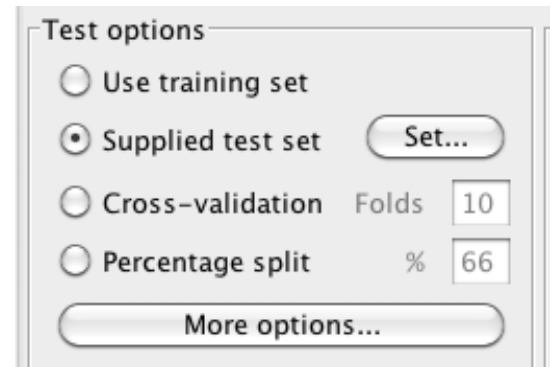 Test options
Use training set
Supplied test set Set...
Cross-validation Folds 10
Percentage split % 66
More options...